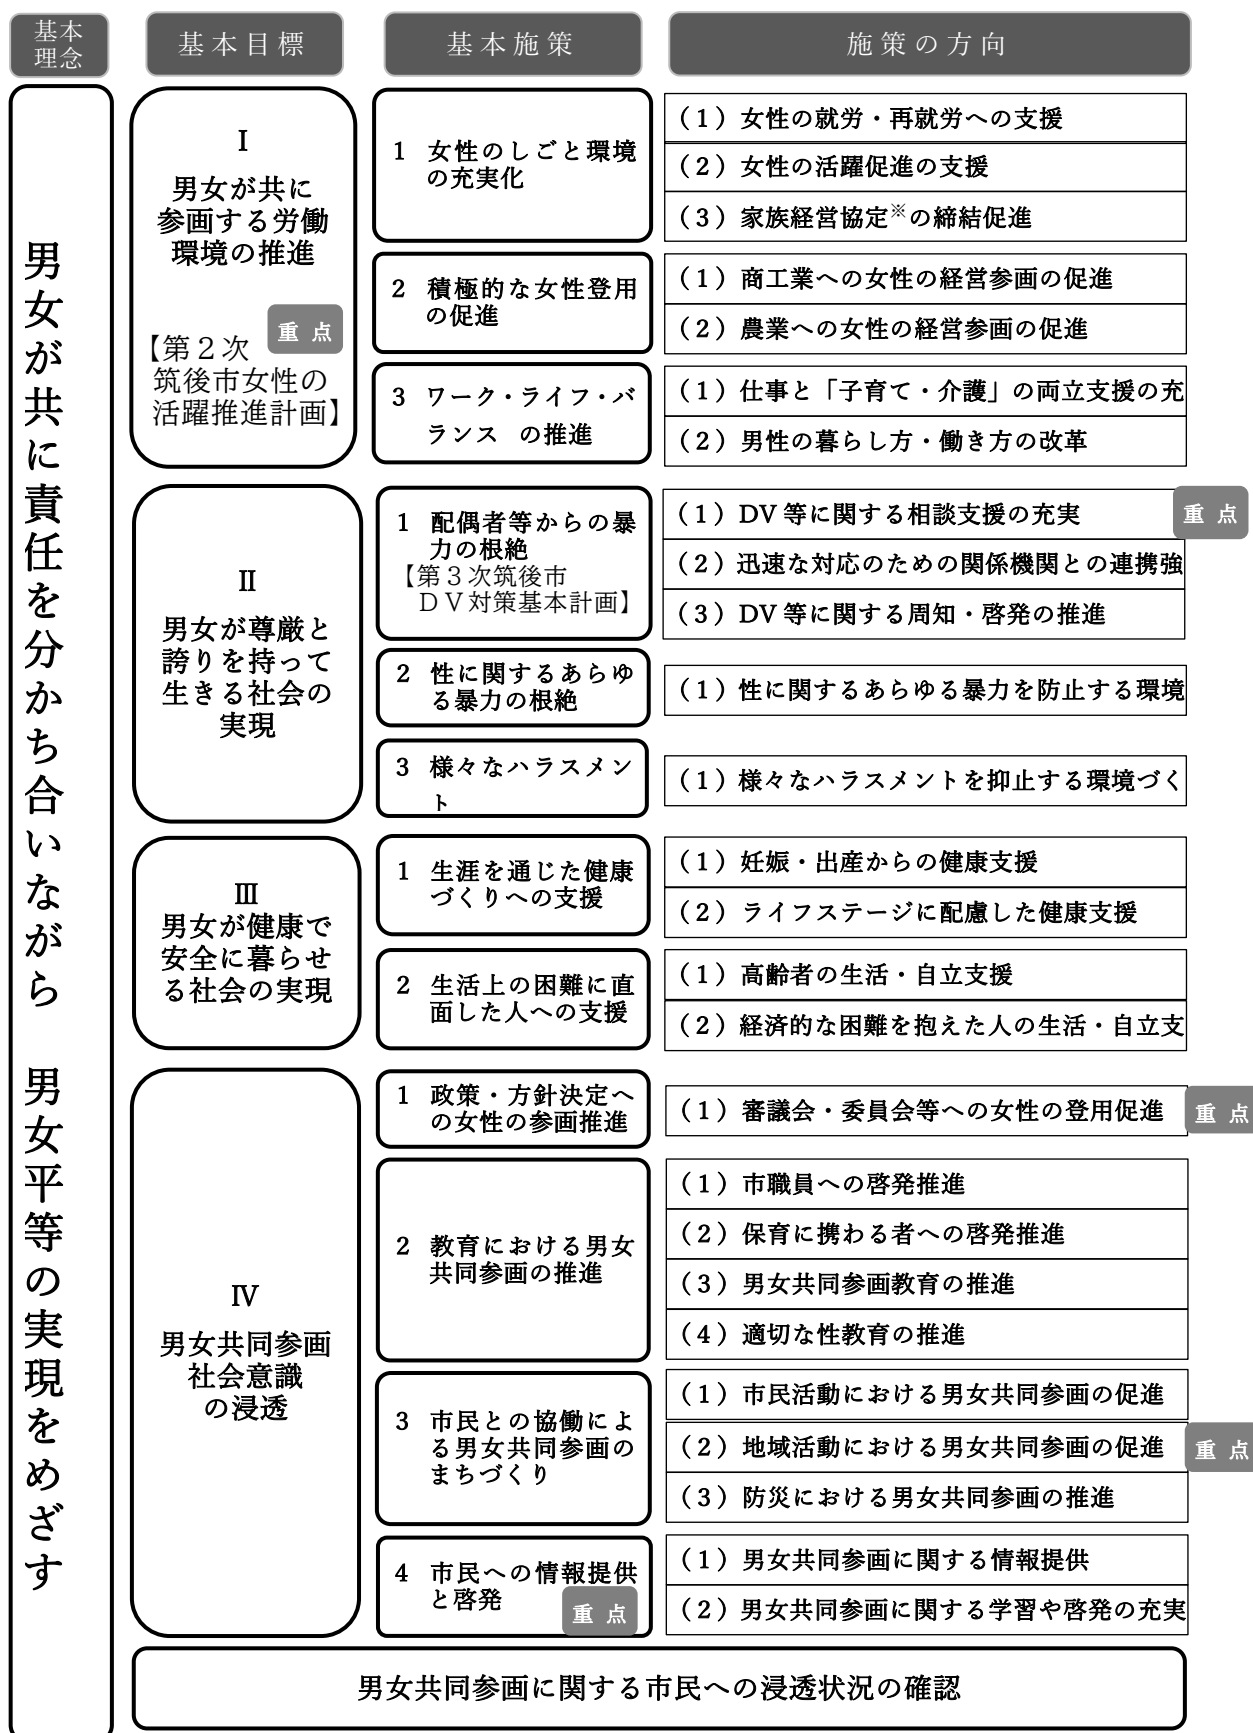 基本
理念
基本目標
基本施策
施策の方向
男女が共に責任を分かち合いながら　男女平等の実現をめざす
Ⅰ
男女が共に
参画する労働
環境の推進
重点
【第２次
筑後市女性の
活躍推進計画】
1 女性のしごと環境
の充実化
（１）女性の就労・再就労への支援
（２）女性の活躍促進の支援
（３）家族経営協定※の締結促進
2 積極的な女性登用
の促進
（１）商工業への女性の経営参画の促進
（２）農業への女性の経営参画の促進
3 ワーク・ライフ・バ
ランス の推進
（１）仕事と「子育て・介護」の両立支援の充
（２）男性の暮らし方・働き方の改革
Ⅱ
男女が尊厳と
誇りを持って
生きる社会の
実現
1 配偶者等からの暴
力の根絶
【第３次筑後市
ＤＶ対策基本計画】
（１）DV 等に関する相談支援の充実
重点
（２）迅速な対応のための関係機関との連携強
（３）DV 等に関する周知・啓発の推進
2 性に関するあらゆ
る暴力の根絶
（１）性に関するあらゆる暴力を防止する環境
3 様々なハラスメン
ト
（１）様々なハラスメントを抑止する環境づく
Ⅲ
男女が健康で
安全に暮らせ
る社会の実現
1 生涯を通じた健康
づくりへの支援
（１）妊娠・出産からの健康支援
（２）ライフステージに配慮した健康支援
2 生活上の困難に直
面した人への支援
（１）高齢者の生活・自立支援
（２）経済的な困難を抱えた人の生活・自立支
Ⅳ
男女共同参画
社会意識
の浸透
1 政策・方針決定へ
の女性の参画推進
（１）審議会・委員会等への女性の登用促進
重点
2 教育における男女
共同参画の推進
（１）市職員への啓発推進
（２）保育に携わる者への啓発推進
（３）男女共同参画教育の推進
（４）適切な性教育の推進
3 市民との協働によ
る男女共同参画の
まちづくり
（１）市民活動における男女共同参画の促進
（２）地域活動における男女共同参画の促進
重点
（３）防災における男女共同参画の推進
4 市民への情報提供
と啓発
重点
（１）男女共同参画に関する情報提供
（２）男女共同参画に関する学習や啓発の充実
男女共同参画に関する市民への浸透状況の確認